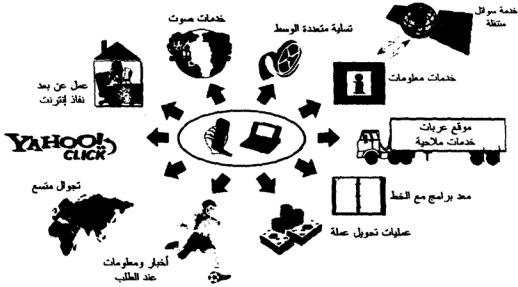 خدمة سواتل
متنقلة
خدمات صوت
تسلية متعددة الوسط
عمل عن بعد
نفاذ إنترنت
خدمات معلومات
موقع عربات
خدمات ملاحية
YAHOO!
CLICK
معد برامج مع الخط
تجوال متسع
عمليات تحويل عملة
أخبار ومعلومات
عند الطلب